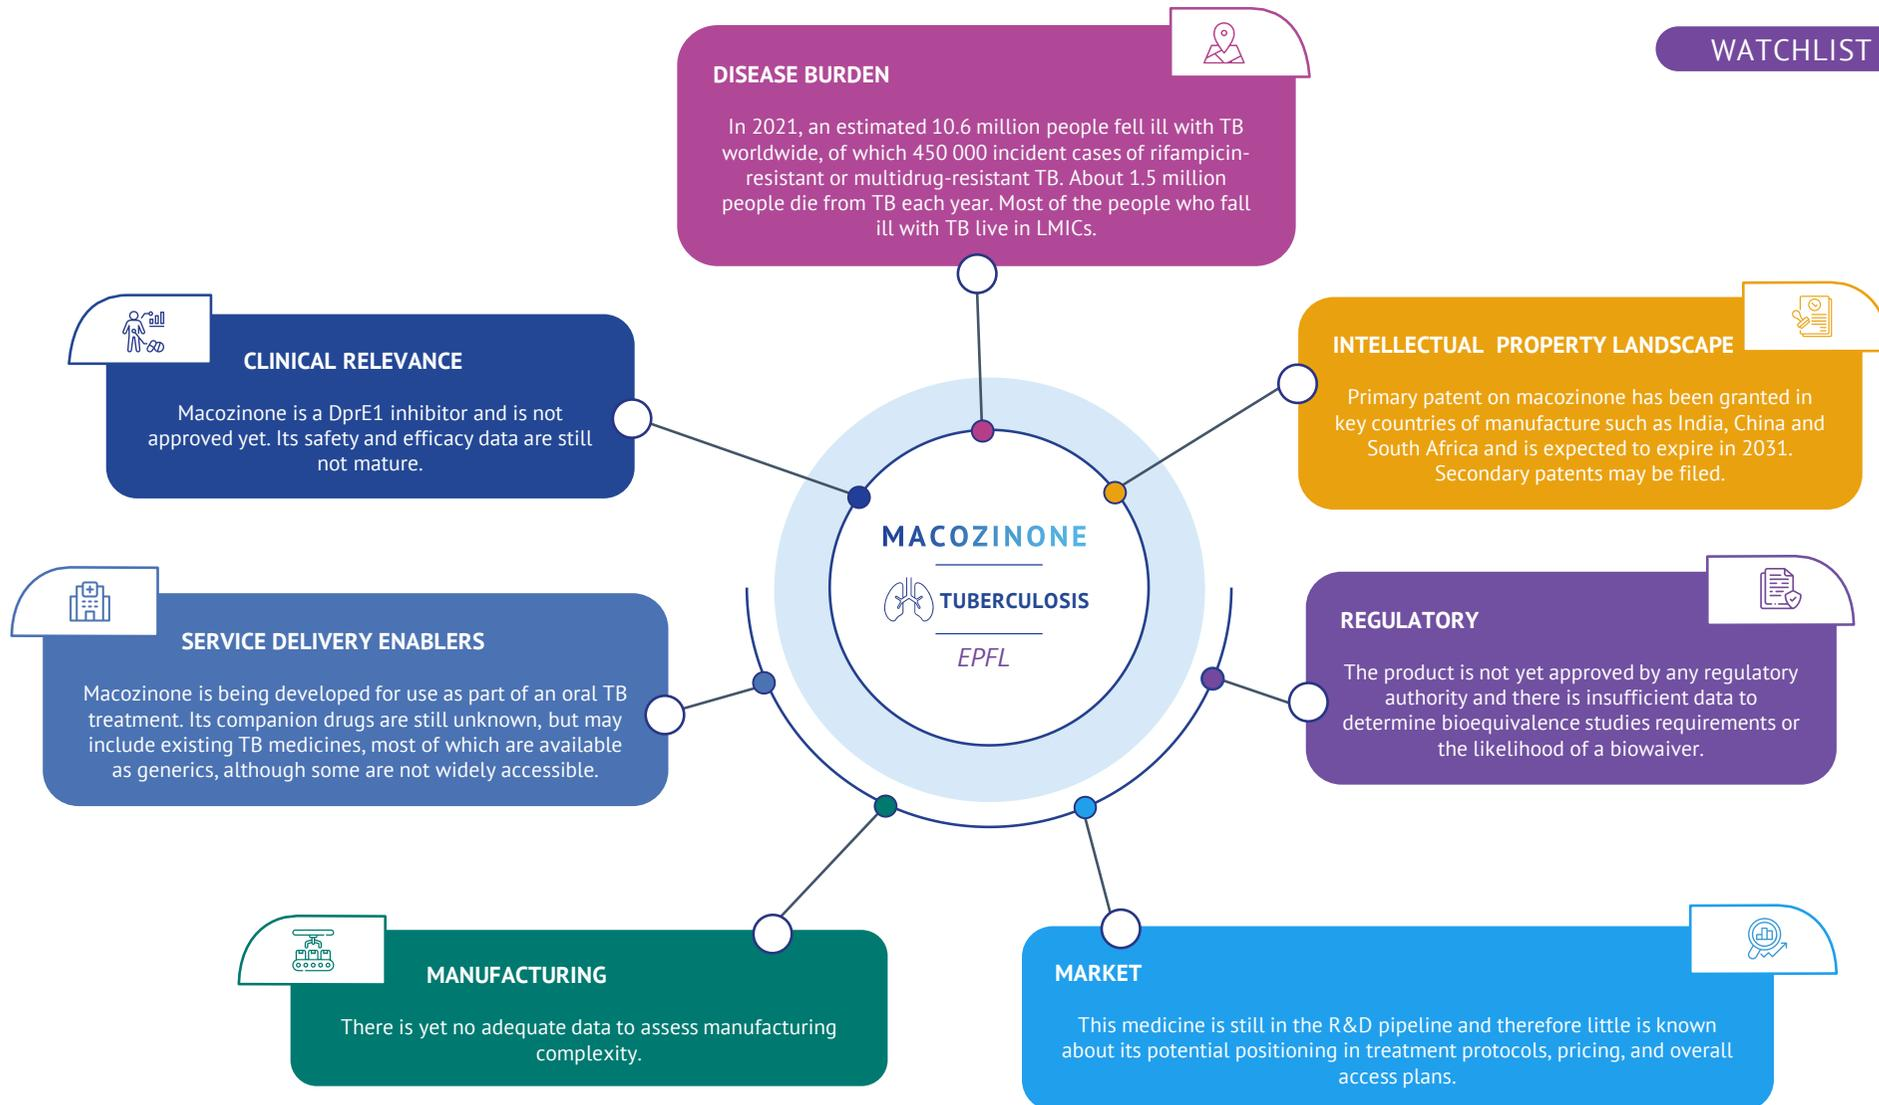 WATCHLIST
DISEASE BURDEN
In 2021, an estimated 10.6 million people fell ill with TB
worldwide, of which 450 000 incident cases of rifampicin-
resistant or multidrug-resistant TB. About 1.5 million
people die from TB each year. Most of the people who fall
ill with TB live in LMICs.
CLINICAL RELEVANCE
Macozinone is a DprE1 inhibitor and is not
approved yet. Its safety and efficacy data are still
not mature.
INTELLECTUAL PROPERTY LANDSCAPE
Primary patent on macozinone has been granted in
key countries of manufacture such as India, China and
South Africa and is expected to expire in 2031.
Secondary patents may be filed.
MACOZINONE
TUBERCULOSIS
EPFL
SERVICE DELIVERY ENABLERS
Macozinone is being developed for use as part of an oral TB
treatment. Its companion drugs are still unknown, but may
include existing TB medicines, most of which are available
as generics, although some are not widely accessible.
REGULATORY
The product is not yet approved by any regulatory
authority and there is insufficient data to
determine bioequivalence studies requirements or
the likelihood of a biowaiver.
MANUFACTURING
There is yet no adequate data to assess manufacturing
complexity.
MARKET
This medicine is still in the R&D pipeline and therefore little is known
about its potential positioning in treatment protocols, pricing, and overall
access plans.